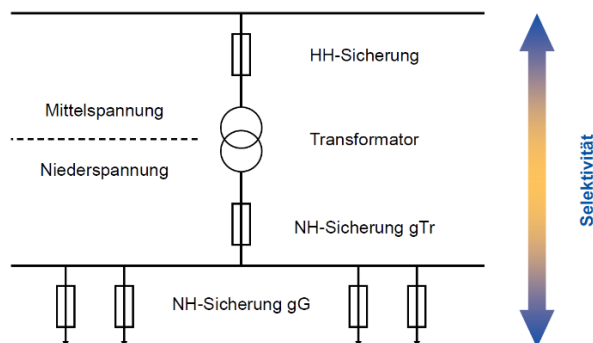 HH-Sicherung
Mittelspannung
Transformator
Niederspannung
Selektivität
NH-Sicherung gTr
NH-Sicherung gG